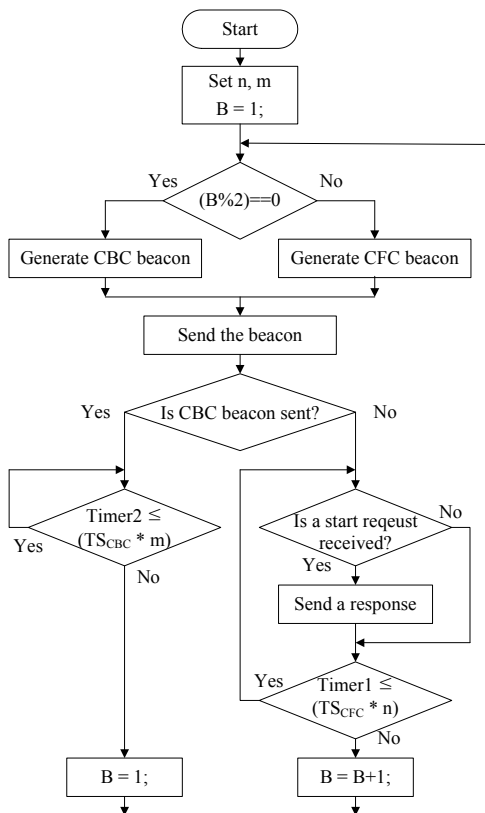 Start
Set n, m
B = 1;
Yes
No
(B%2)==0
Generate CBC beacon
Generate CFC beacon
Send the beacon
Yes
Is CBC beacon sent?
No
Timer2 ≤
(TSCBC * m)
Yes
No
Is a start reqeust
received?
No
Yes
Send a response
Yes
Timer1 ≤
(TSCFC * n)
No
B = 1;
B = B+1;